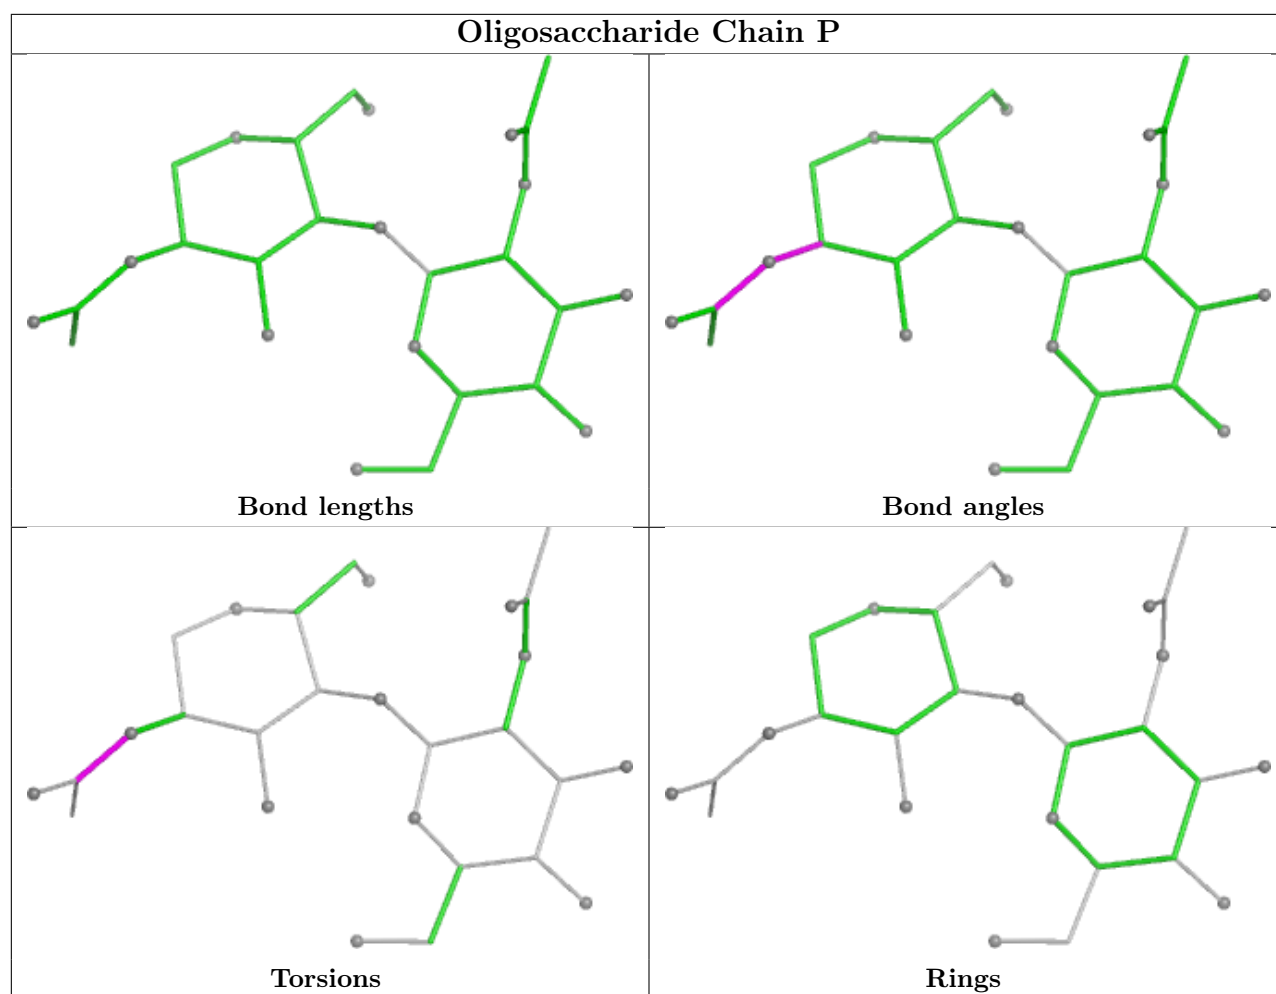 Oligosaccharide Chain P
Bond lengths
Bond angles
Torsions
Rings